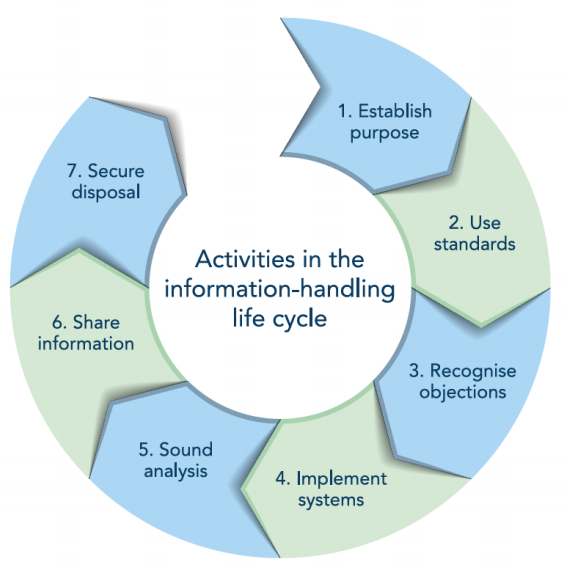 Activities in the
information-handling
life cycle
1. Establish
purpose
2. Use
standards
3. Recognise
objections
4. Implement
systems
5. Sound
analysis
6. Share
information
7. Secure
disposal